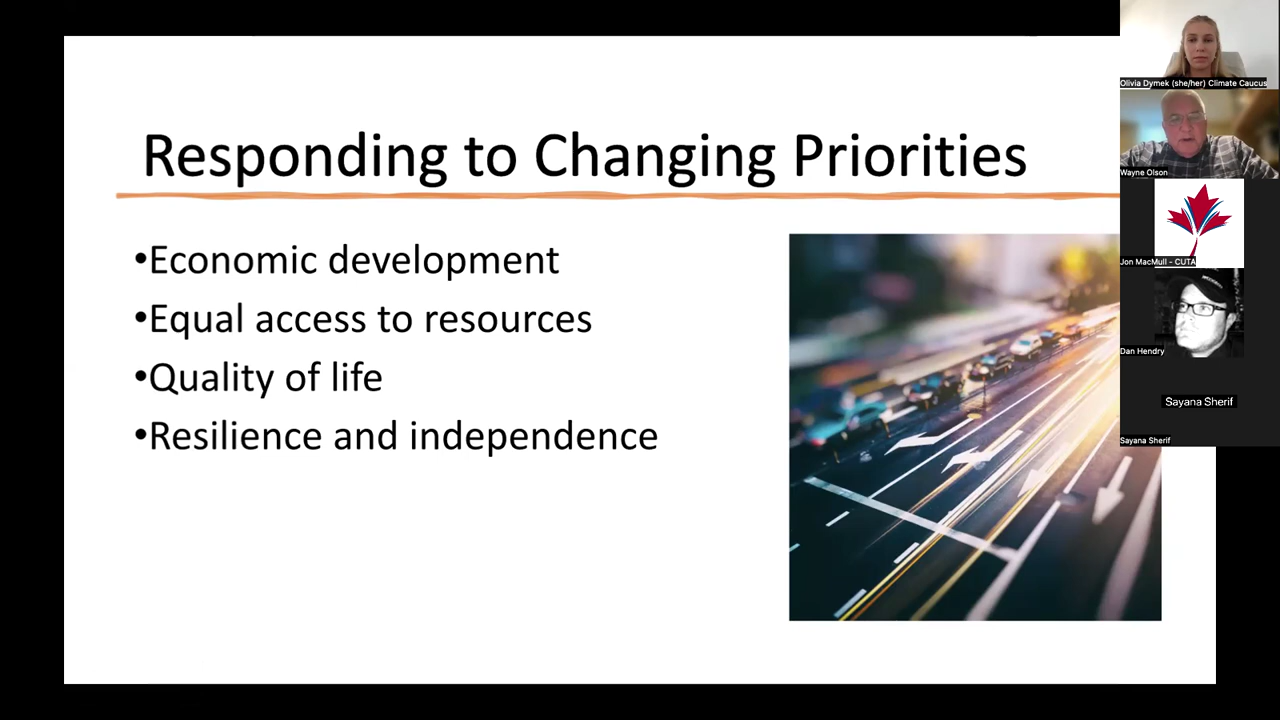 Responding to Changing Priorities
•Economic development
•Equal access to resources
•Quality of life
•Resilience and independence
Olivia Dymek (she/her) Climate Caucus
Wayne Olson
Jon MacMull - CUTA
Dan Hendry
Sayana Sherif
Sayana Sherif